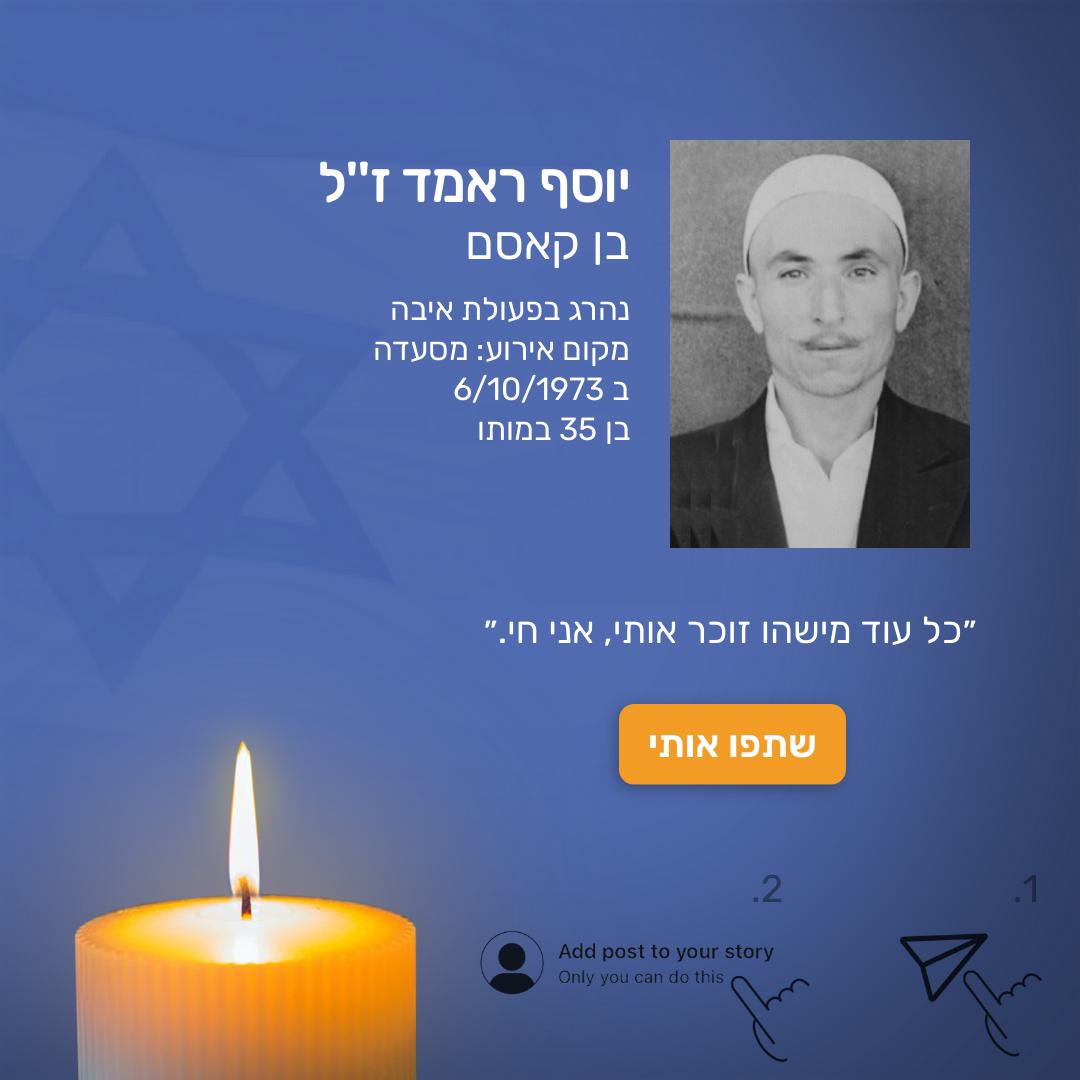 יוסף ראמד ז"ל
בן קאסם
נהרג בפעולת איבה
מקום אירוע: מסעדה
ב 6/10/1973
בן 35 במותו
״כל עוד מישהו זוכר אותי, אני חי.״
שתפו אותי
.1
.2
Add post to your story
Only you can do this